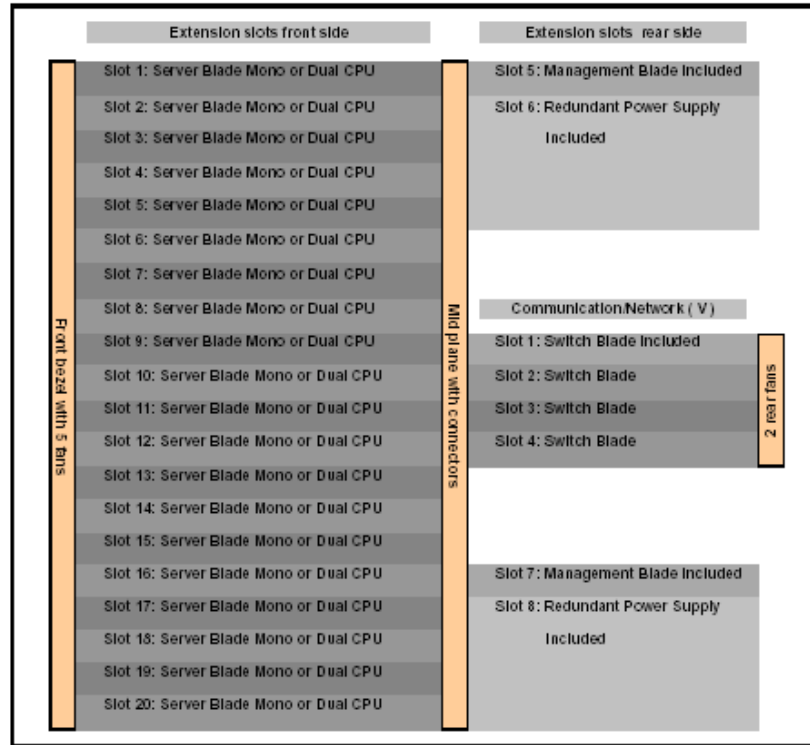 Extension slots front side
Extension slots rear side
Front bezel with 5 fans
Slot 1: Server Blade Mono or Dual CPU
Slot 2: Server Blade Mono or Dual CPU
Slot 3: Server Blade Mono or Dual CPU
Slot 4: Server Blade Mono or Dual CPU
Slot 5: Server Blade Mono or Dual CPU
Slot 6: Server Blade Mono or Dual CPU
Slot 7: Server Blade Mono or Dual CPU
Slot 8: Server Blade Mono or Dual CPU
Slot 9: Server Blade Mono or Dual CPU
Slot 10: Server Blade Mono or Dual CPU
Slot 11: Server Blade Mono or Dual CPU
Slot 12: Server Blade Mono or Dual CPU
Slot 13: Server Blade Mono or Dual CPU
Slot 14: Server Blade Mono or Dual CPU
Slot 15: Server Blade Mono or Dual CPU
Slot 16: Server Blade Mono or Dual CPU
Slot 17: Server Blade Mono or Dual CPU
Slot 18: Server Blade Mono or Dual CPU
Slot 19: Server Blade Mono or Dual CPU
Slot 20: Server Blade Mono or Dual CPU
Mid plane with connectors
Slot 5: Management Blade Included
Slot 6: Redundant Power Supply
Included
Communication/Network ( V )
Slot 1: Switch Blade Included
Slot 2: Switch Blade
Slot 3: Switch Blade
Slot 4: Switch Blade
2 rear fans
Slot 7: Management Blade Included
Slot 8: Redundant Power Supply
Included